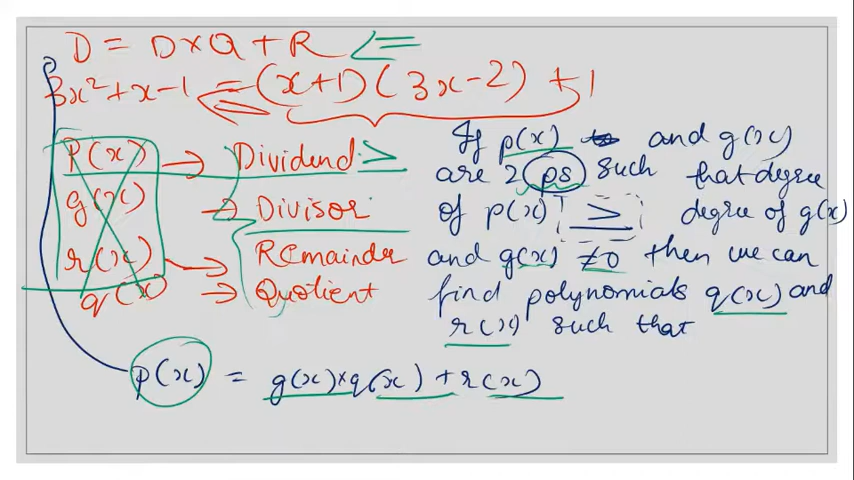 D = D×Q + R ⇐
3x²+x-1 = (x+1)(3x-2) + 1
P(x) → Dividend ≥
g(x) → Divisor
r(x) → Remainder
q(x) → Quotient
If p(x) and g(x)
are 2 ps such that degree
of p(x) ≥ degree of g(x)
and g(x) ≠0 then we can
find polynomials q(x) and
r(x) such that
p(x) = g(x)×q(x) + r(x)